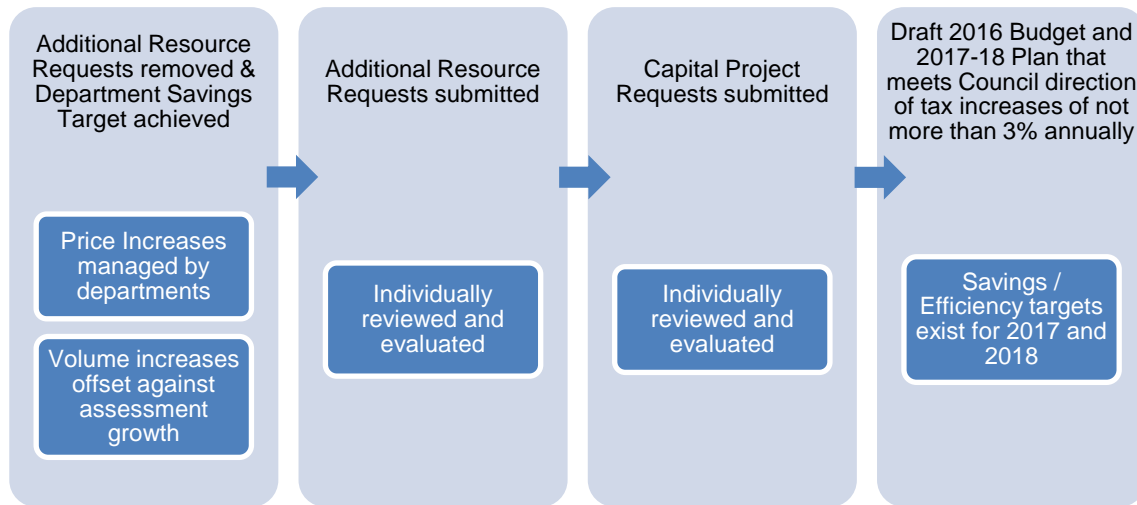 Additional Resource
Requests removed &
Department Savings
Target achieved
Price Increases
managed by
departments
Volume increases
offset against
assessment
growth
Additional Resource
Requests submitted
Individually
reviewed and
evaluated
Capital Project
Requests submitted
Individually
reviewed and
evaluated
Draft 2016 Budget and
2017-18 Plan that
meets Council direction
of tax increases of not
more than 3% annually
Savings /
Efficiency targets
exist for 2017 and
2018